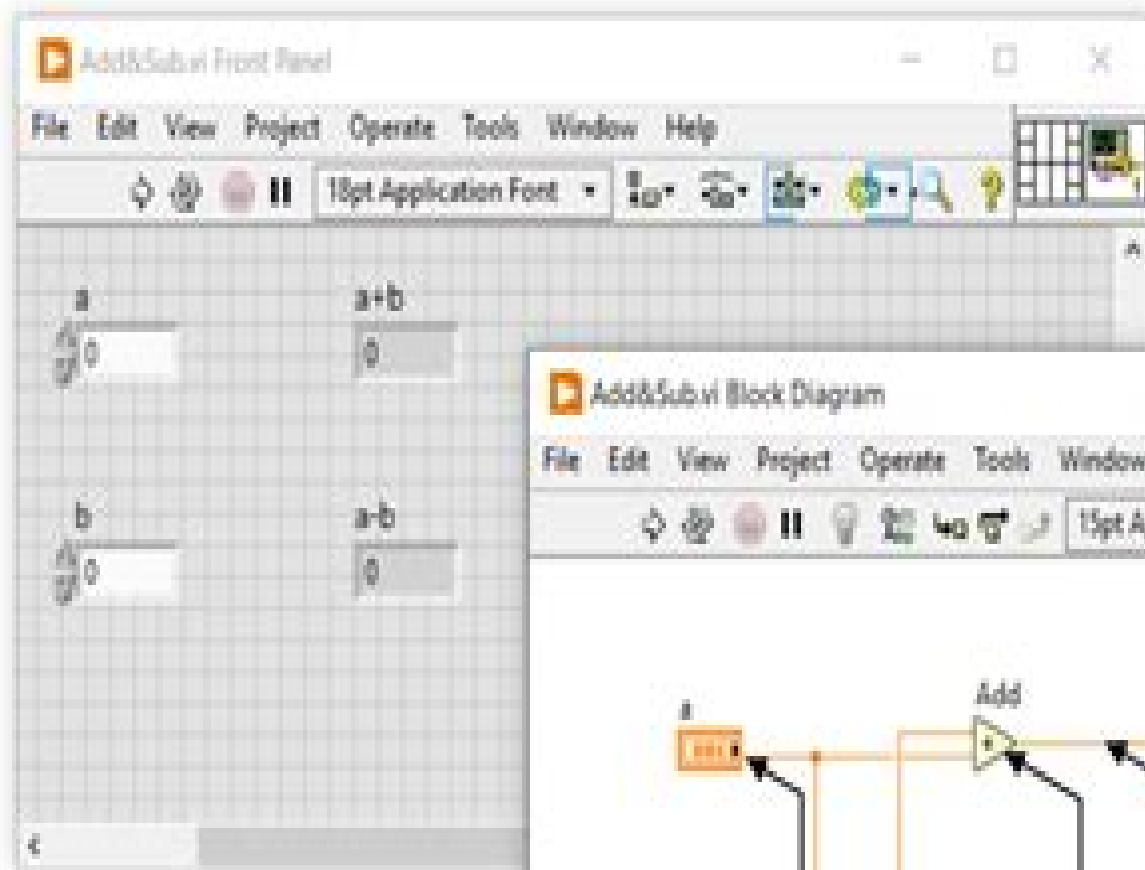 Add&Sub.vi Front Panel
File Edit View Project Operate Tools Window Help
18pt Application Font
a
a+b
0
0
b
a-b
0
0
Add&Sub.vi Block Diagram
File Edit View Project Operate Tools Window
15pt A
a
Add